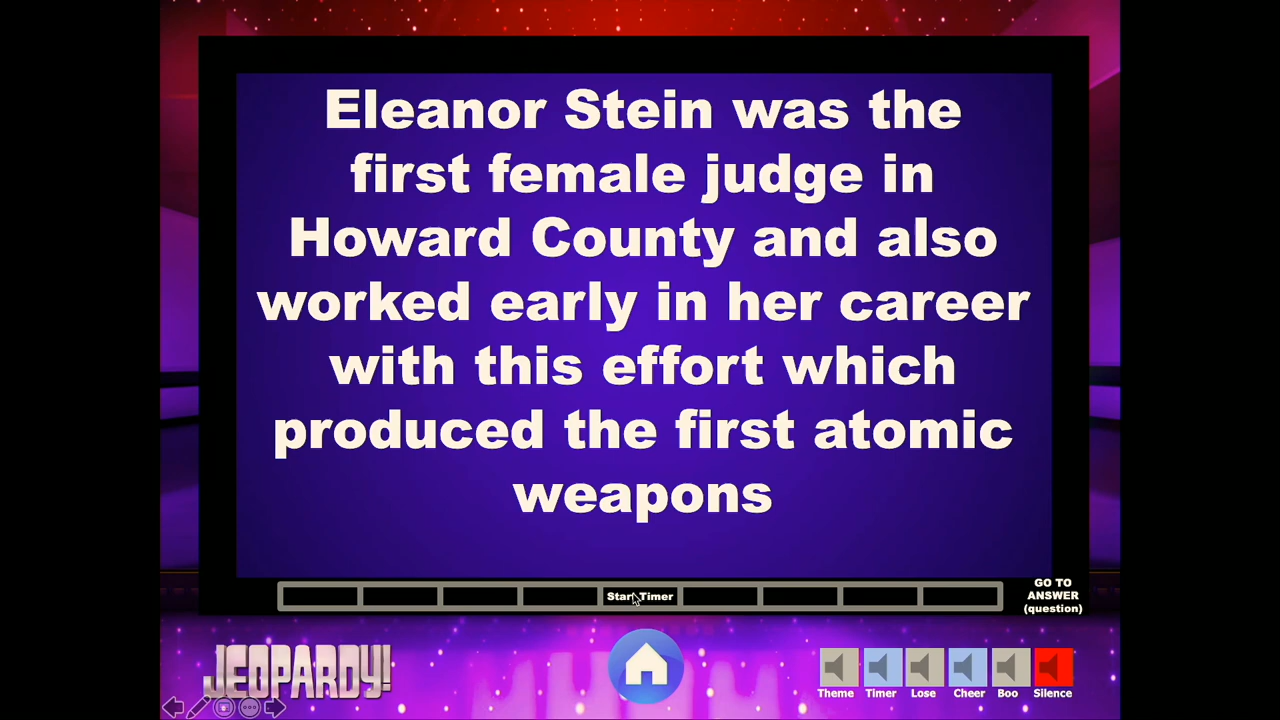 Eleanor Stein was the
first female judge in
Howard County and also
worked early in her career
with this effort which
produced the first atomic
weapons
Start Timer
GO TO
ANSWER
(question)
JEOPARDY!
Theme Timer Lose Cheer Boo Silence